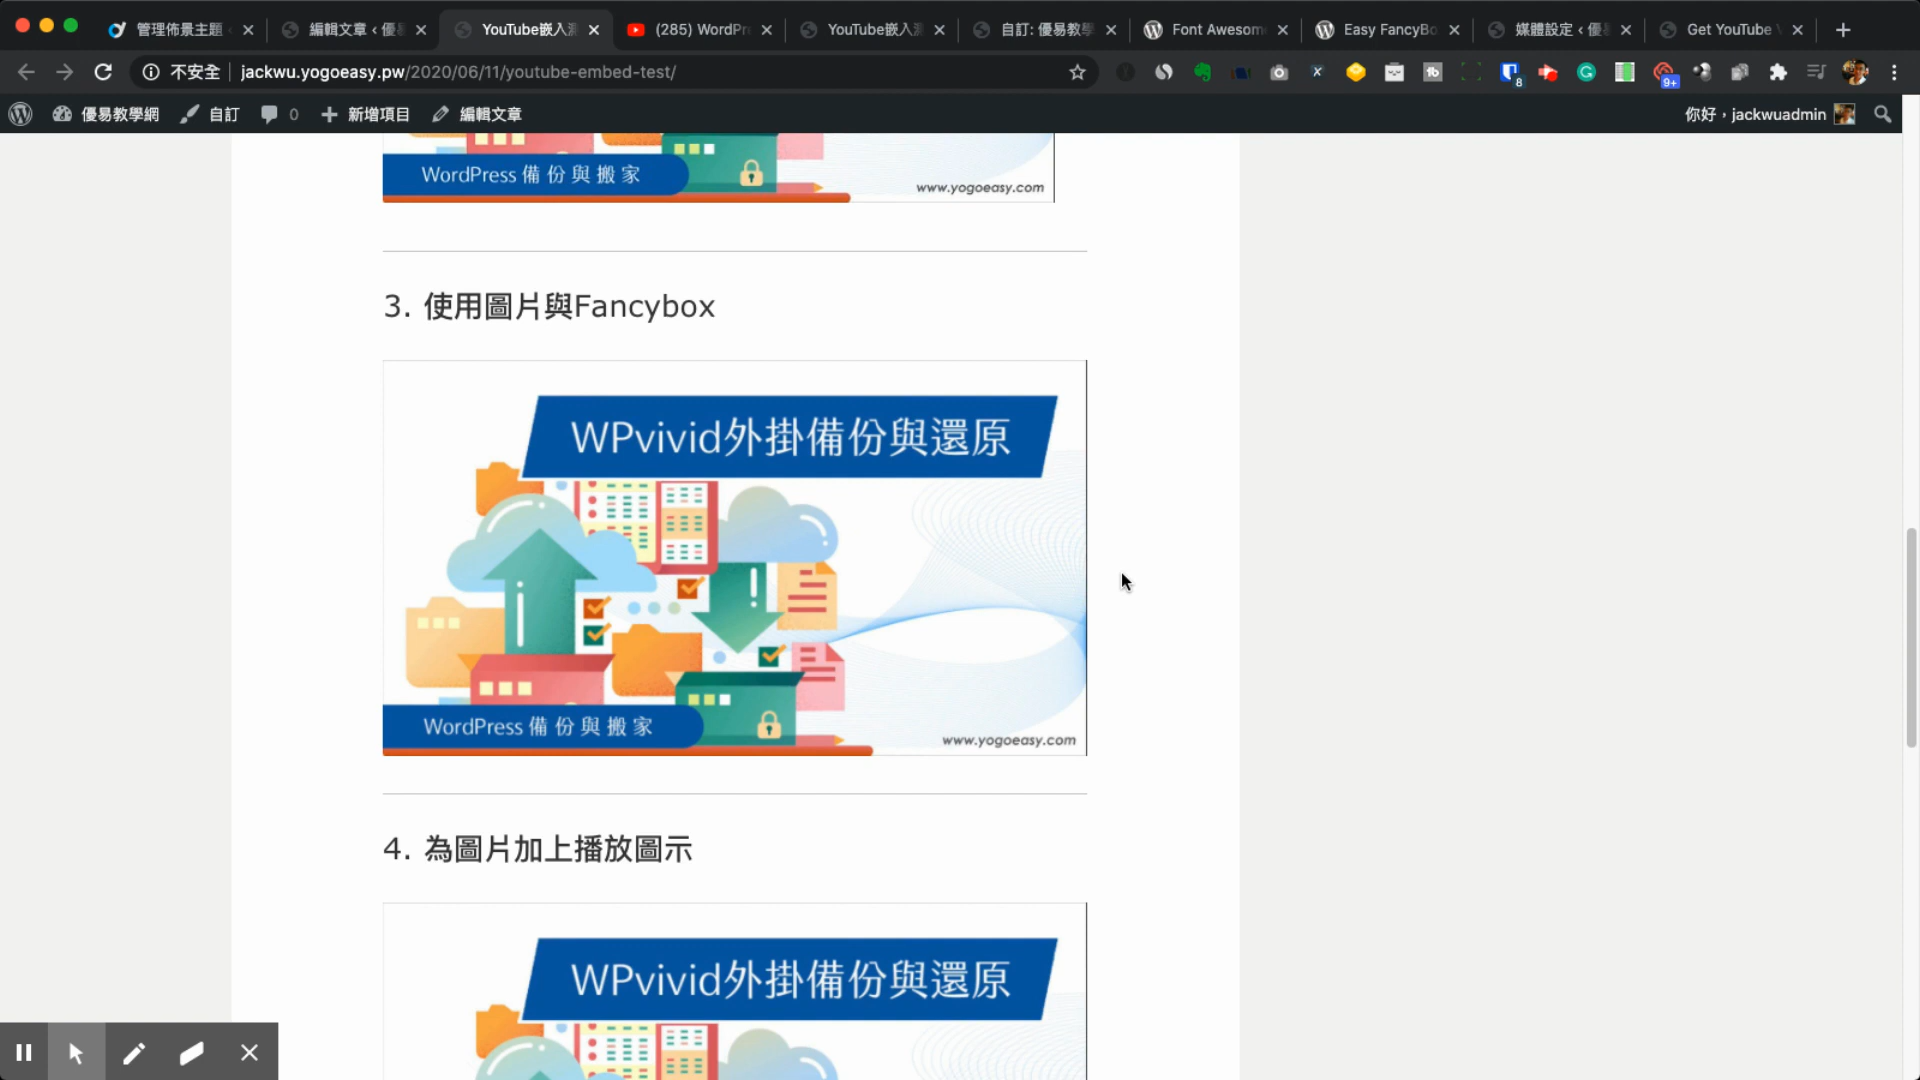 管理佈景主題
編輯文章 ‹ 優易
YouTube嵌入測
(285) WordPr
YouTube嵌入測
自訂: 優易教學
Font Awesom
Easy FancyBo
媒體設定 ‹ 優
Get YouTube
不安全 jackwu.yogoeasy.pw/2020/06/11/youtube-embed-test/
優易教學網 自訂 0 新增項目 編輯文章 你好，jackwuadmin
WordPress 備份與搬家
www.yogoeasy.com
3. 使用圖片與Fancybox
WPvivid外掛備份與還原
WordPress 備份與搬家
www.yogoeasy.com
4. 為圖片加上播放圖示
WPvivid外掛備份與還原